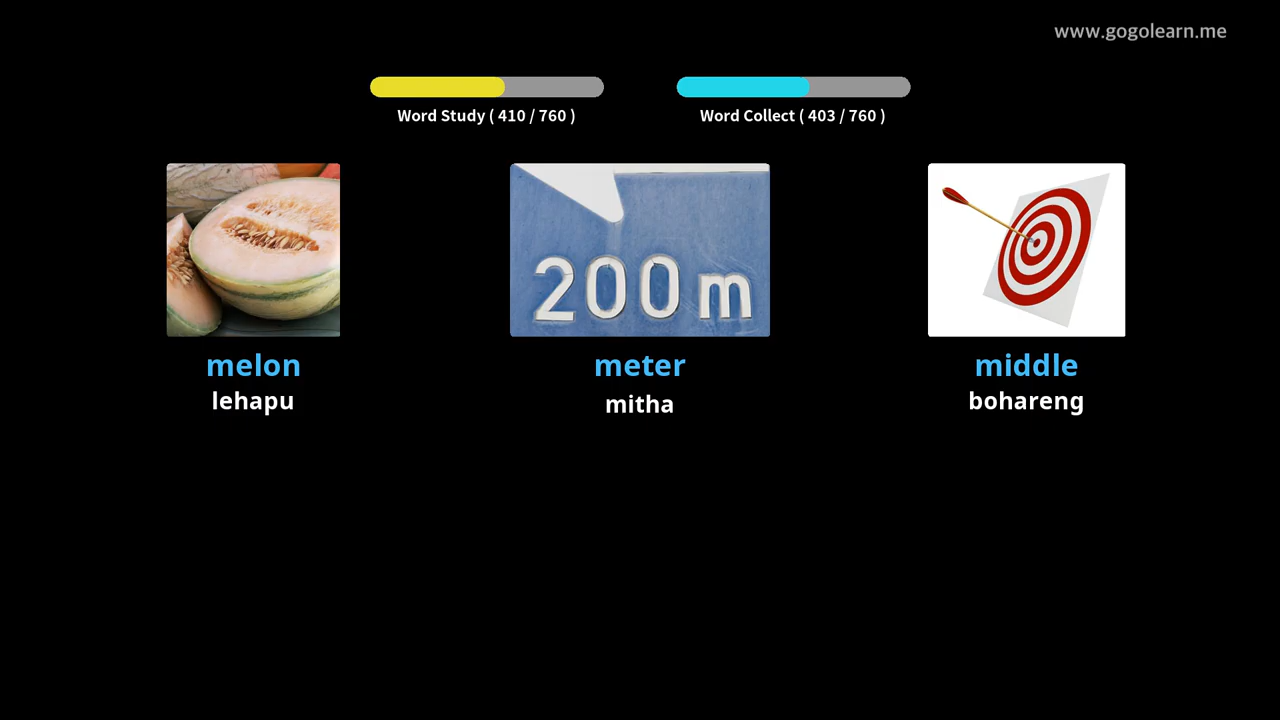 www.gogolearn.me
Word Study ( 410 / 760 )
Word Collect ( 403 / 760 )
200 m
melon
lehapu
meter
mitha
middle
bohareng